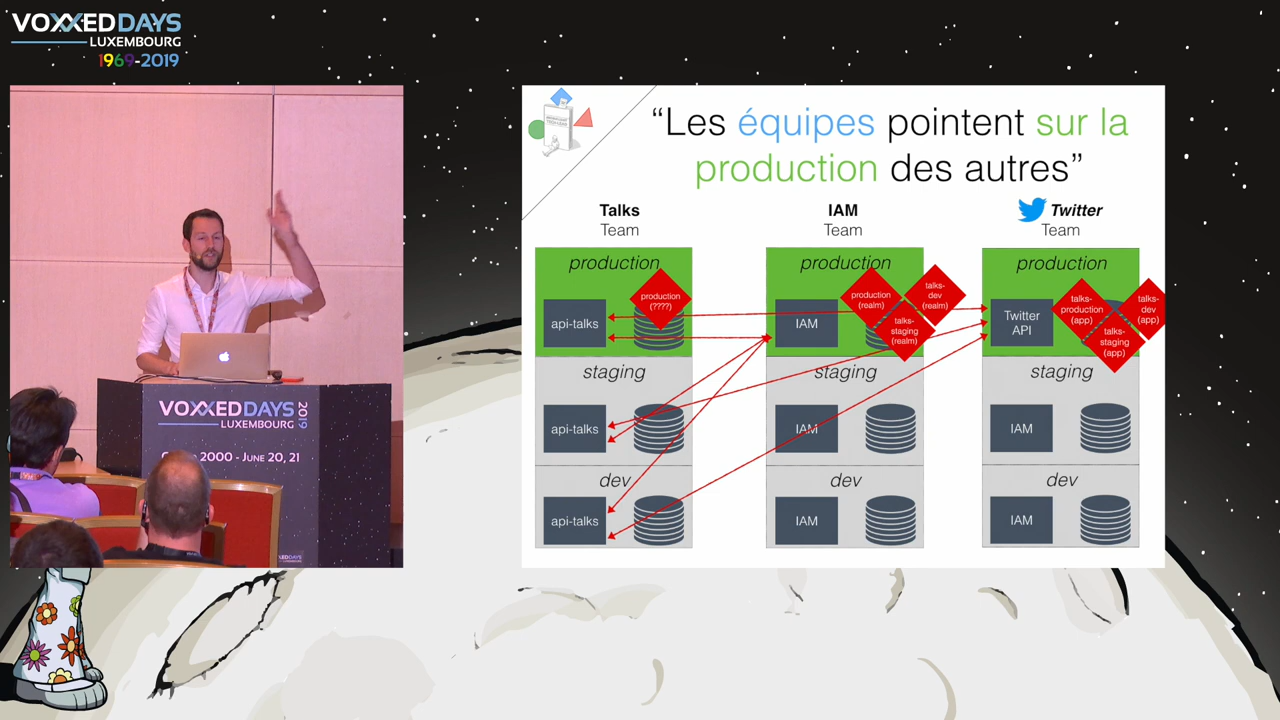 VOXXEDDAYS
LUXEMBOURG
1969-2019
“Les équipes pointent sur la
production des autres”
Talks
Team
IAM
Team
Twitter
Team
production
production
production
production
(????)
production
(realm)
talks-
dev
(realm)
talks-
staging
(realm)
talks-
production
(app)
talks-
dev
(app)
talks-
staging
(app)
api-talks
IAM
Twitter
API
staging
staging
staging
api-talks
IAM
IAM
dev
dev
dev
api-talks
IAM
IAM
VOXXEDDAYS
2019
LUXEMBOURG
2000 - JUNE 20, 21